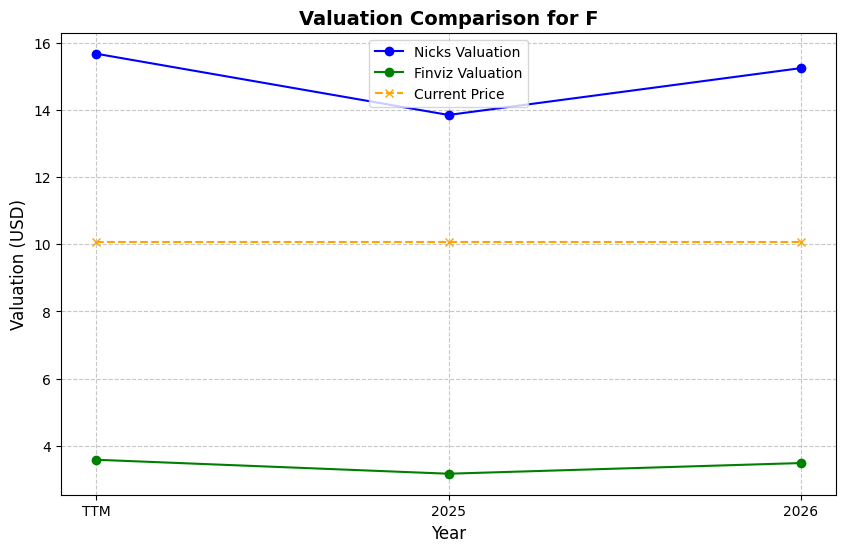 Valuation Comparison for F
Nicks Valuation
Finviz Valuation
Current Price
Valuation (USD)
16
14
12
10
8
6
4
TTM
2025
2026
Year